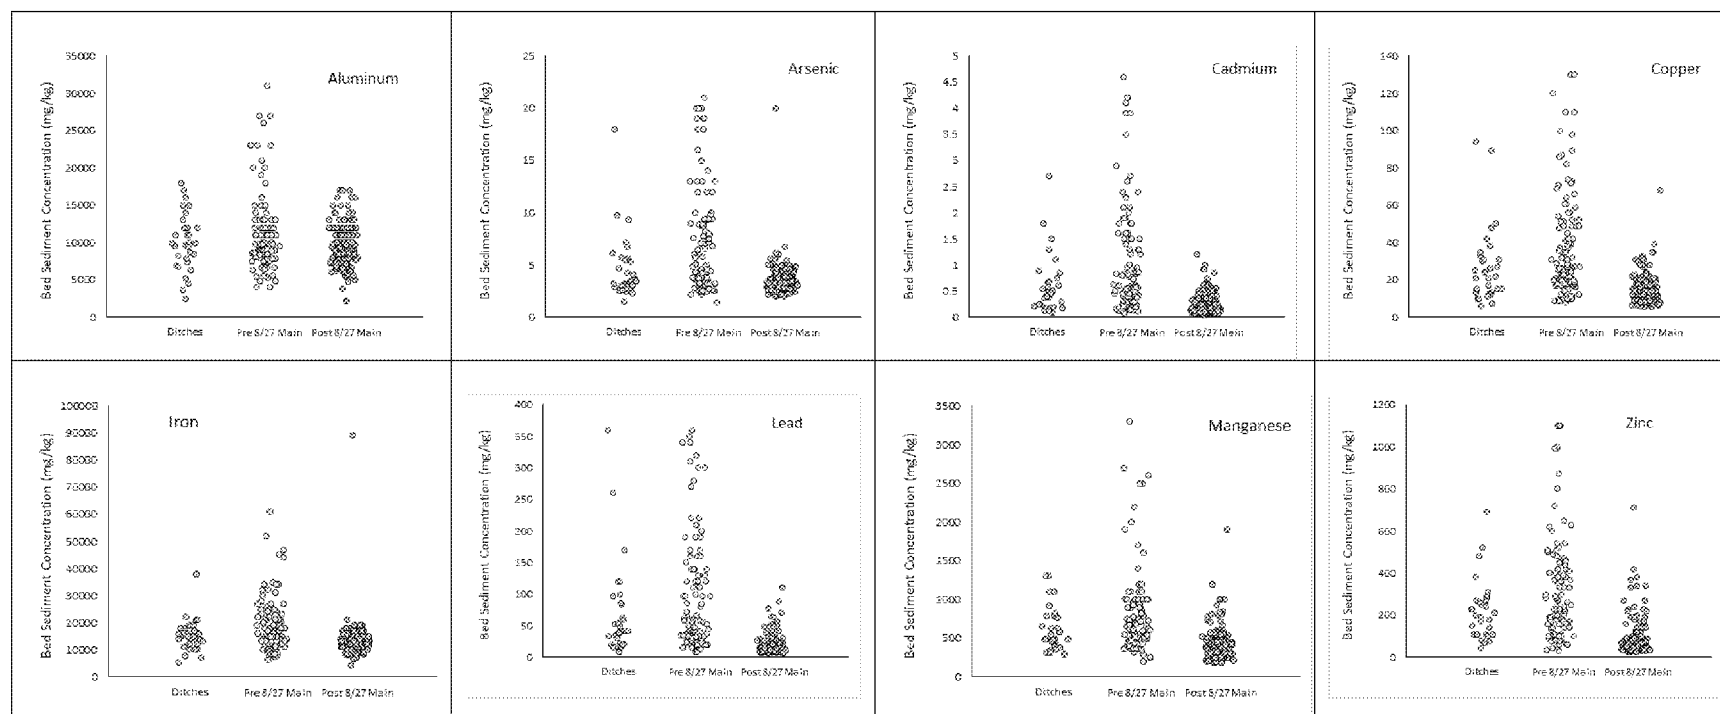 Aluminum
Bed Sediment Concentration (mg/kg)
35000
30000
25000
20000
15000
10000
5000
0
Ditches Pre 8/27 Main Post 8/27 Main
Arsenic
Bed Sediment Concentration (mg/kg)
25
20
15
10
5
0
Ditches Pre 8/27 Main Post 8/27 Main
Cadmium
Bed Sediment Concentration (mg/kg)
5
4.5
4
3.5
3
2.5
2
1.5
1
0.5
0
Ditches Pre 8/27 Main Post 8/27 Main
Copper
Bed Sediment Concentration (mg/kg)
140
120
100
80
60
40
20
0
Ditches Pre 8/27 Main Post 8/27 Main
Iron
Bed Sediment Concentration (mg/kg)
100000
90000
80000
70000
60000
50000
40000
30000
20000
10000
0
Ditches Pre 8/27 Main Post 8/27 Main
Lead
Bed Sediment Concentration (mg/kg)
400
350
300
250
200
150
100
50
0
Ditches Pre 8/27 Main Post 8/27 Main
Manganese
Bed Sediment Concentration (mg/kg)
3500
3000
2500
2000
1500
1000
500
0
Ditches Pre 8/27 Main Post 8/27 Main
Zinc
Bed Sediment Concentration (mg/kg)
1200
1000
800
600
400
200
0
Ditches Pre 8/27 Main Post 8/27 Main